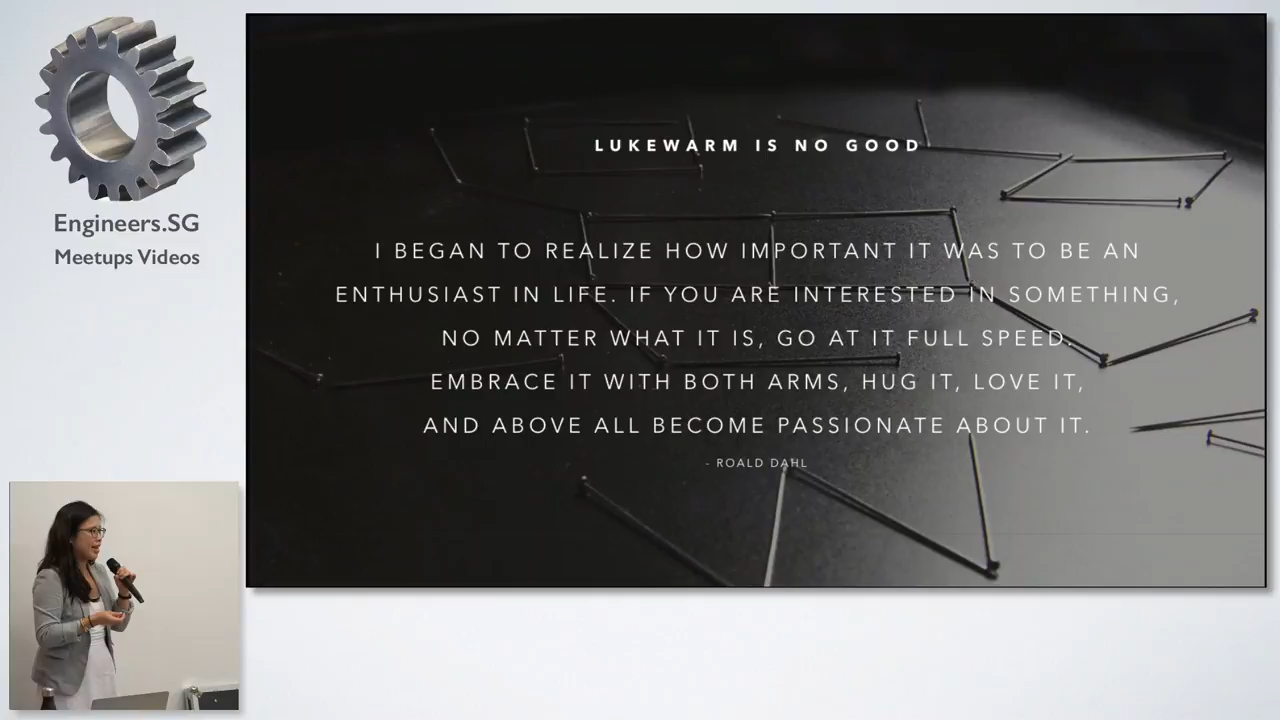 Engineers.SG
Meetups Videos
LUKEWARM IS NO GOOD
I BEGAN TO REALIZE HOW IMPORTANT IT WAS TO BE AN
ENTHUSIAST IN LIFE. IF YOU ARE INTERESTED IN SOMETHING,
NO MATTER WHAT IT IS, GO AT IT FULL SPEED.
EMBRACE IT WITH BOTH ARMS, HUG IT, LOVE IT,
AND ABOVE ALL BECOME PASSIONATE ABOUT IT.
- ROALD DAHL